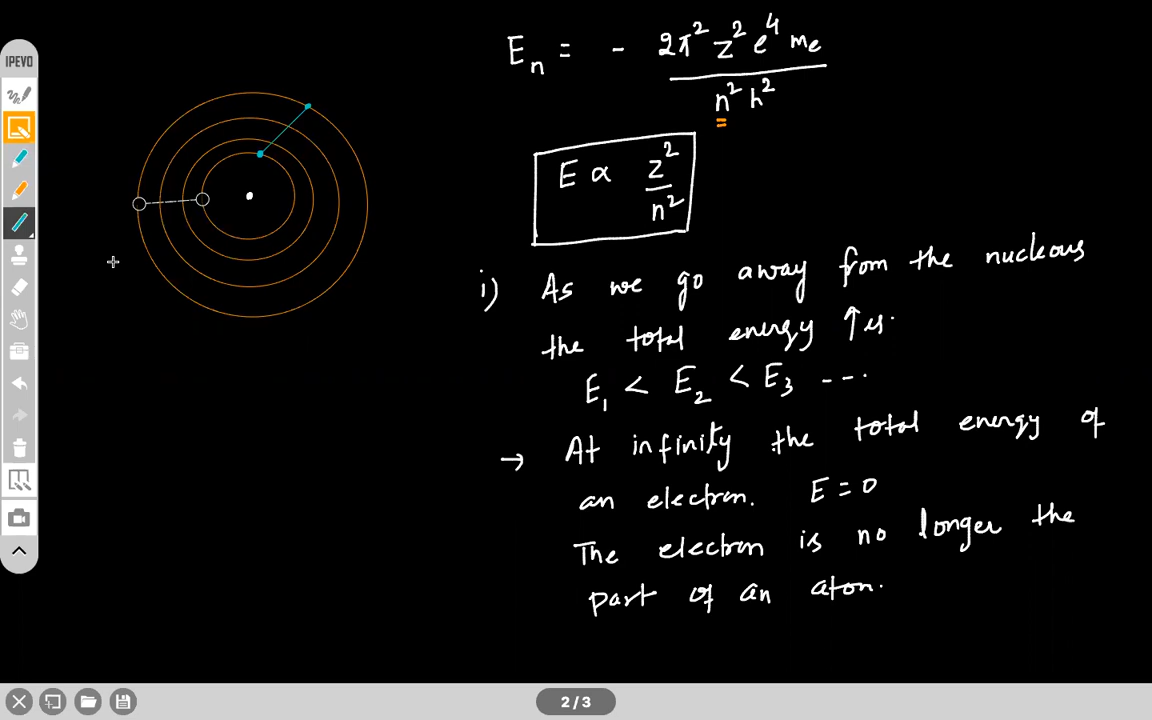 IPEVO
En = - 2π² z² e⁴ me
n² h²
E ∝ z²
n²
i) As we go away from the nucleous
the total energy ↑es.
E₁ < E₂ < E₃ ---.
→ At infinity the total energy of
an electron. E = 0
The electron is no longer the
part of an atom.
2/3